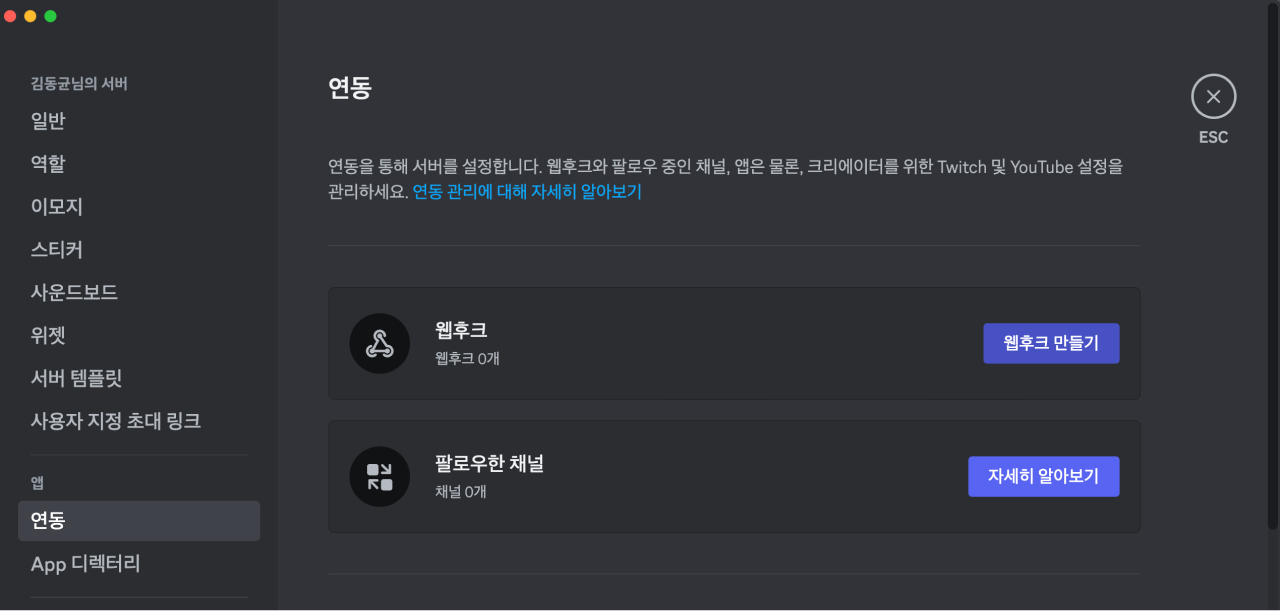 김동균님의 서버
일반
역할
이모지
스티커
사운드보드
위젯
서버 템플릿
사용자 지정 초대 링크
앱
연동
App 디렉터리
연동
ESC
연동을 통해 서버를 설정합니다. 웹후크와 팔로우 중인 채널, 앱은 물론, 크리에이터를 위한 Twitch 및 YouTube 설정을
관리하세요. 연동 관리에 대해 자세히 알아보기
웹후크
웹후크 0개
웹후크 만들기
팔로우한 채널
채널 0개
자세히 알아보기